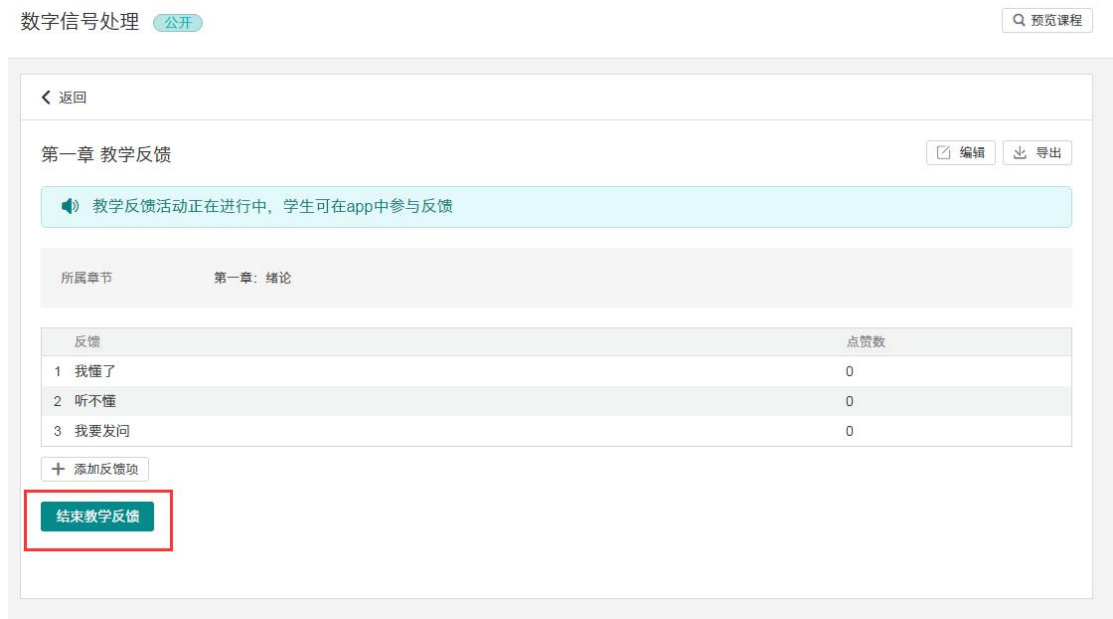 数字信号处理 公开 预览课程
返回
第一章 教学反馈 编辑 导出
教学反馈活动正在进行中，学生可在app中参与反馈
所属章节 第一章：绪论
反馈 点赞数
1 我懂了 0
2 听不懂 0
3 我要发问 0
添加反馈项
结束教学反馈